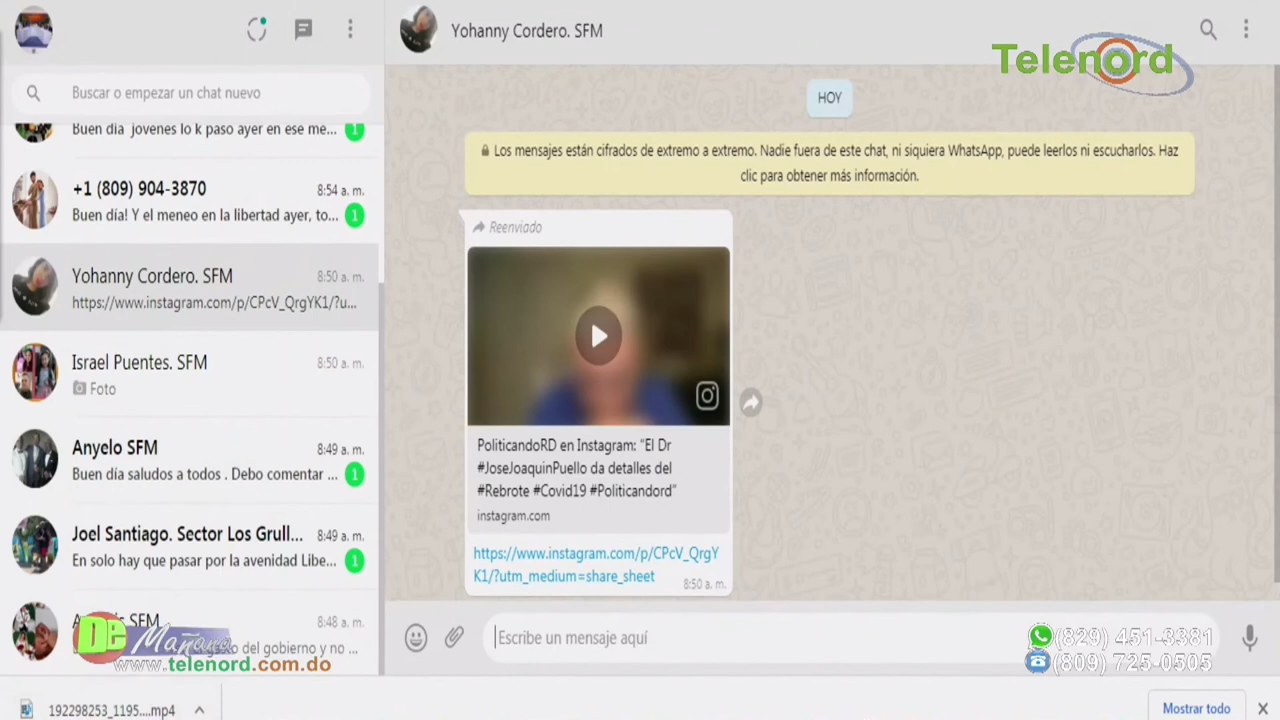 Yohanny Cordero. SFM
Telenord
Buscar o empezar un chat nuevo
Buen día jovenes lo k paso ayer en ese me...
1
+1 (809) 904-3870
8:54 a. m.
Buen día! Y el meneo en la libertad ayer, to...
1
Yohanny Cordero. SFM
8:50 a. m.
https://www.instagram.com/p/CPcV_QrgYK1/?u...
Israel Puentes. SFM
8:50 a. m.
Foto
Anyelo SFM
8:49 a. m.
Buen día saludos a todos . Debo comentar ...
1
Joel Santiago. Sector Los Grull...
8:49 a. m.
En solo hay que pasar por la avenidad Libe...
1
SFM
8:48 a. m.
del gobierno y no ...
De Mañana
www.telenord.com.do
HOY
Los mensajes están cifrados de extremo a extremo. Nadie fuera de este chat, ni siquiera WhatsApp, puede leerlos ni escucharlos. Haz
clic para obtener más información.
Reenviado
PoliticandoRD en Instagram: "El Dr
#JoseJoaquinPuello da detalles del
#Rebrote #Covid19 #Politicandord"
instagram.com
https://www.instagram.com/p/CPcV_QrgY
K1/?utm_medium=share_sheet
8:50 a. m.
Escribe un mensaje aquí
(829) 451-3381
(809) 725-0505
192298253_1195....mp4
Mostrar todo